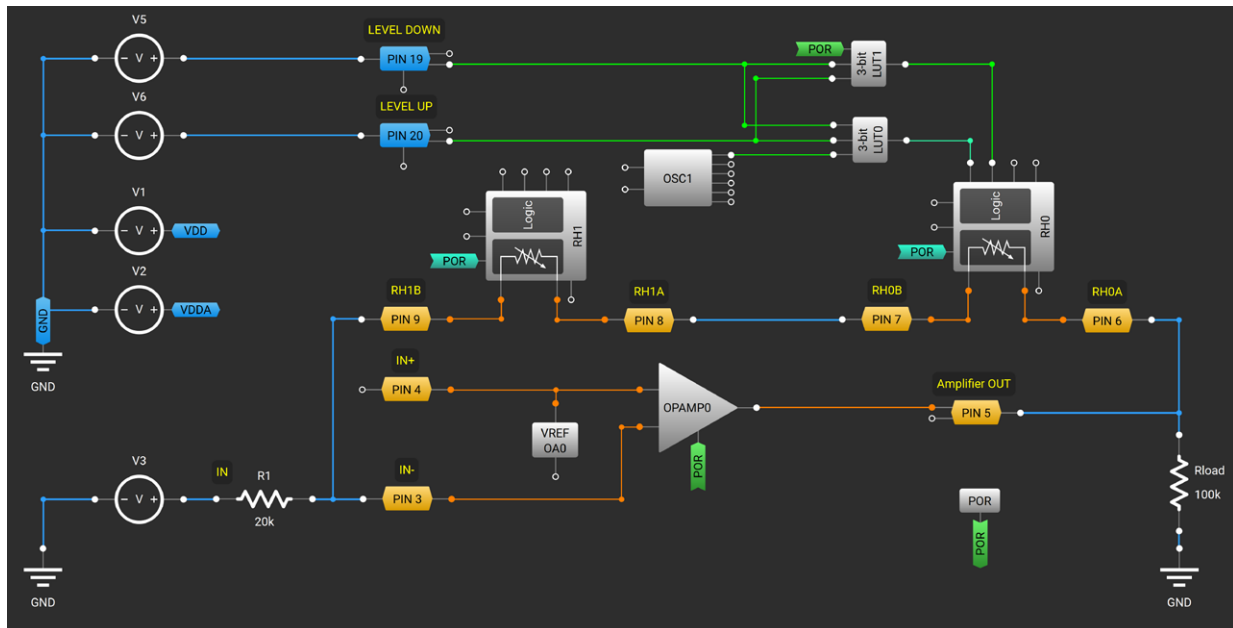 V5
LEVEL DOWN
− V +
PIN 19
POR
3-bit
LUT1
V6
LEVEL UP
− V +
PIN 20
3-bit
LUT0
OSC1
V1
− V +
VDD
Logic
RH1
POR
Logic
RH0
POR
V2
− V +
VDDA
GND
GND
RH1B
PIN 9
RH1A
PIN 8
RH0B
PIN 7
RH0A
PIN 6
IN+
PIN 4
VREF
OA0
OPAMP0
POR
Amplifier OUT
PIN 5
V3
− V +
IN
R1
20k
IN-
PIN 3
POR
POR
Rload
100k
GND
GND